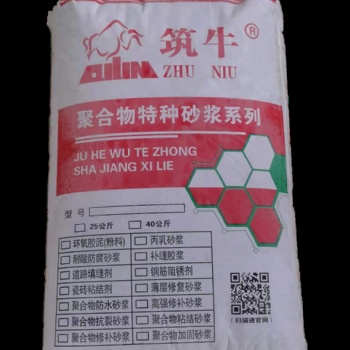 筑牛®
ZHU NIU
聚合物特种砂浆系列
JU HE WU TE ZHONG
SHA JIANG XI LIE
型号
25公斤 40公斤
环氧胶泥(粉料) 丙乳砂浆
耐酸防腐砂浆 补缝胶浆
道路填缝剂 钢筋阻锈剂
瓷砖粘结剂 薄层修复砂浆
聚合物防水砂浆 高强修补砂浆
聚合物抗裂砂浆 聚合物粘结砂浆
聚合物修补砂浆 聚合物加固砂浆
(扫描进官网)